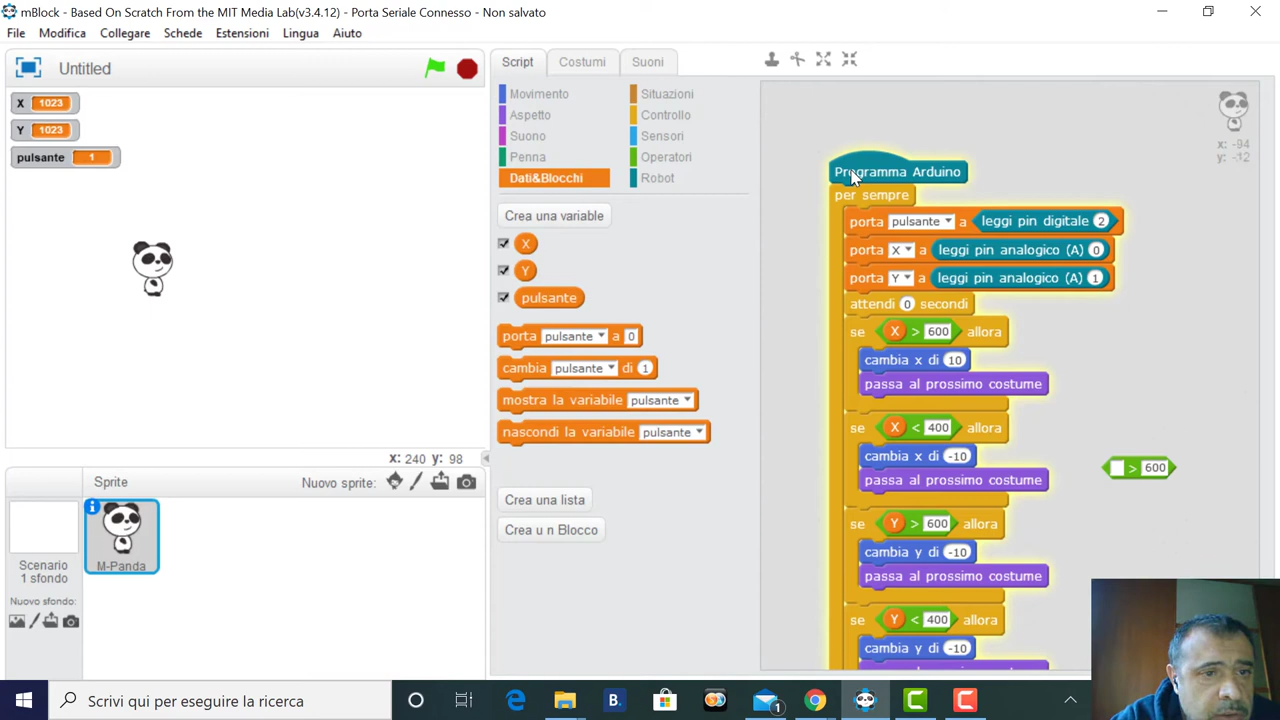 mBlock - Based On Scratch From the MIT Media Lab(v3.4.12) - Porta Seriale Connesso - Non salvato
File Modifica Collegare Schede Estensioni Lingua Aiuto
Untitled
X 1023
Y 1023
pulsante 1
x: 240 y: 98
Sprite Nuovo sprite:
Scenario
1 sfondo
Nuovo sfondo:
M-Panda
Script Costumi Suoni
Movimento Situazioni
Aspetto Controllo
Suono Sensori
Penna Operatori
Dati&Blocchi Robot
Crea una variable
X
Y
pulsante
porta pulsante a 0
cambia pulsante di 1
mostra la variabile pulsante
nascondi la variabile pulsante
Crea una lista
Crea u n Blocco
x: -94
y: -12
Programma Arduino
per sempre
porta pulsante a leggi pin digitale 2
porta X a leggi pin analogico (A) 0
porta Y a leggi pin analogico (A) 1
attendi 0 secondi
se X > 600 allora
cambia x di 10
passa al prossimo costume
se X < 400 allora
cambia x di -10
passa al prossimo costume
> 600
se Y > 600 allora
cambia y di -10
passa al prossimo costume
se Y < 400 allora
cambia y di -10
Scrivi qui per eseguire la ricerca
B.
1